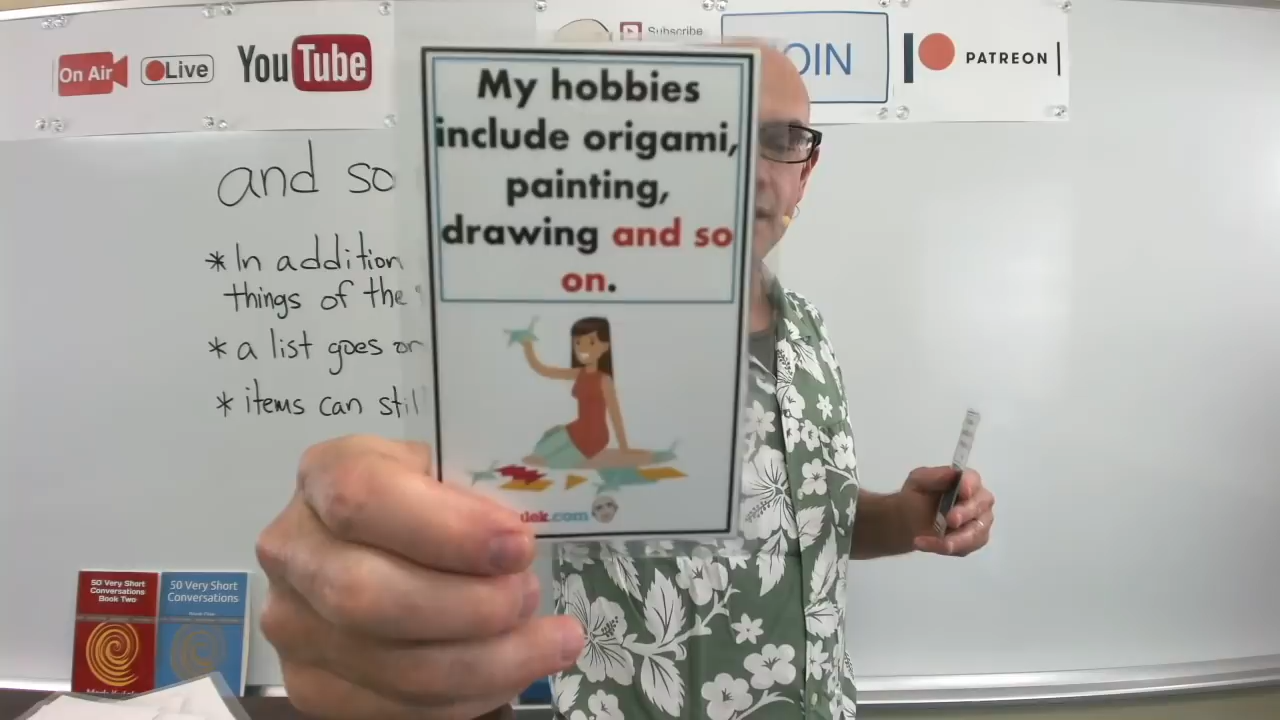 On Air
Live
YouTube
Subscribe
JOIN
PATREON
My hobbies
include origami,
painting,
drawing and so
on.
and so
* In addition
things of the
* a list goes on
* items can still
50 Very Short
Conversations
Book Two
50 Very Short
Conversations